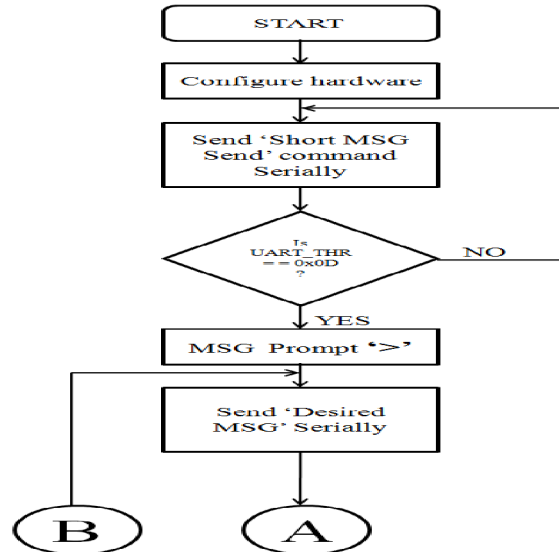 START
Configure hardware
Send ‘Short MSG
Send’ command
Serially
Is
UART_THR
== 0x0D
?
NO
YES
MSG Prompt ‘>’
Send ‘Desired
MSG’ Serially
B
A